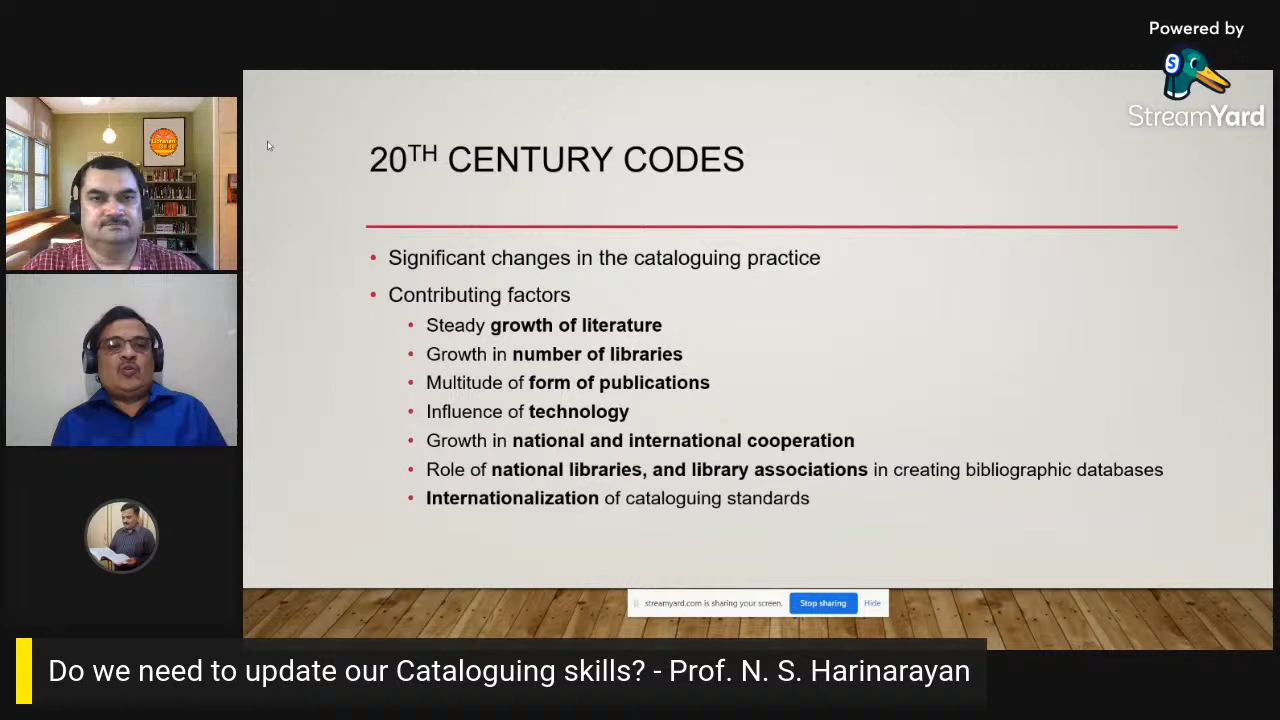 Powered by
S
StreamYard
Librarian
20TH CENTURY CODES
• Significant changes in the cataloguing practice
• Contributing factors
• Steady growth of literature
• Growth in number of libraries
• Multitude of form of publications
• Influence of technology
• Growth in national and international cooperation
• Role of national libraries, and library associations in creating bibliographic databases
• Internationalization of cataloguing standards
streamyard.com is sharing your screen. Stop sharing Hide
Do we need to update our Cataloguing skills? - Prof. N. S. Harinarayan